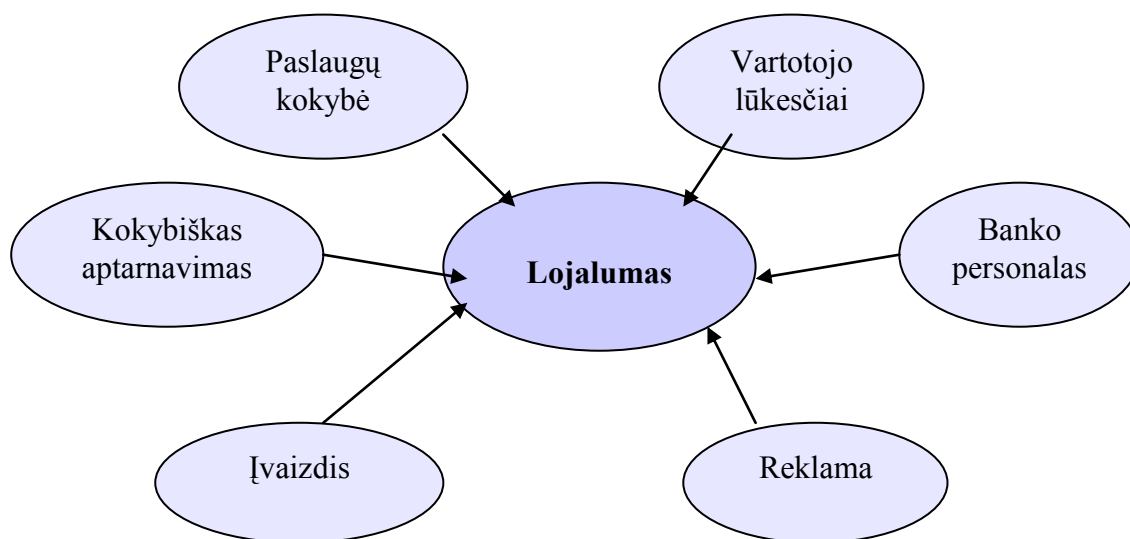 Paslaugų
kokybė
Vartotojo
lūkesčiai
Kokybiškas
aptarnavimas
Lojalumas
Banko
personalas
Įvaizdis
Reklama